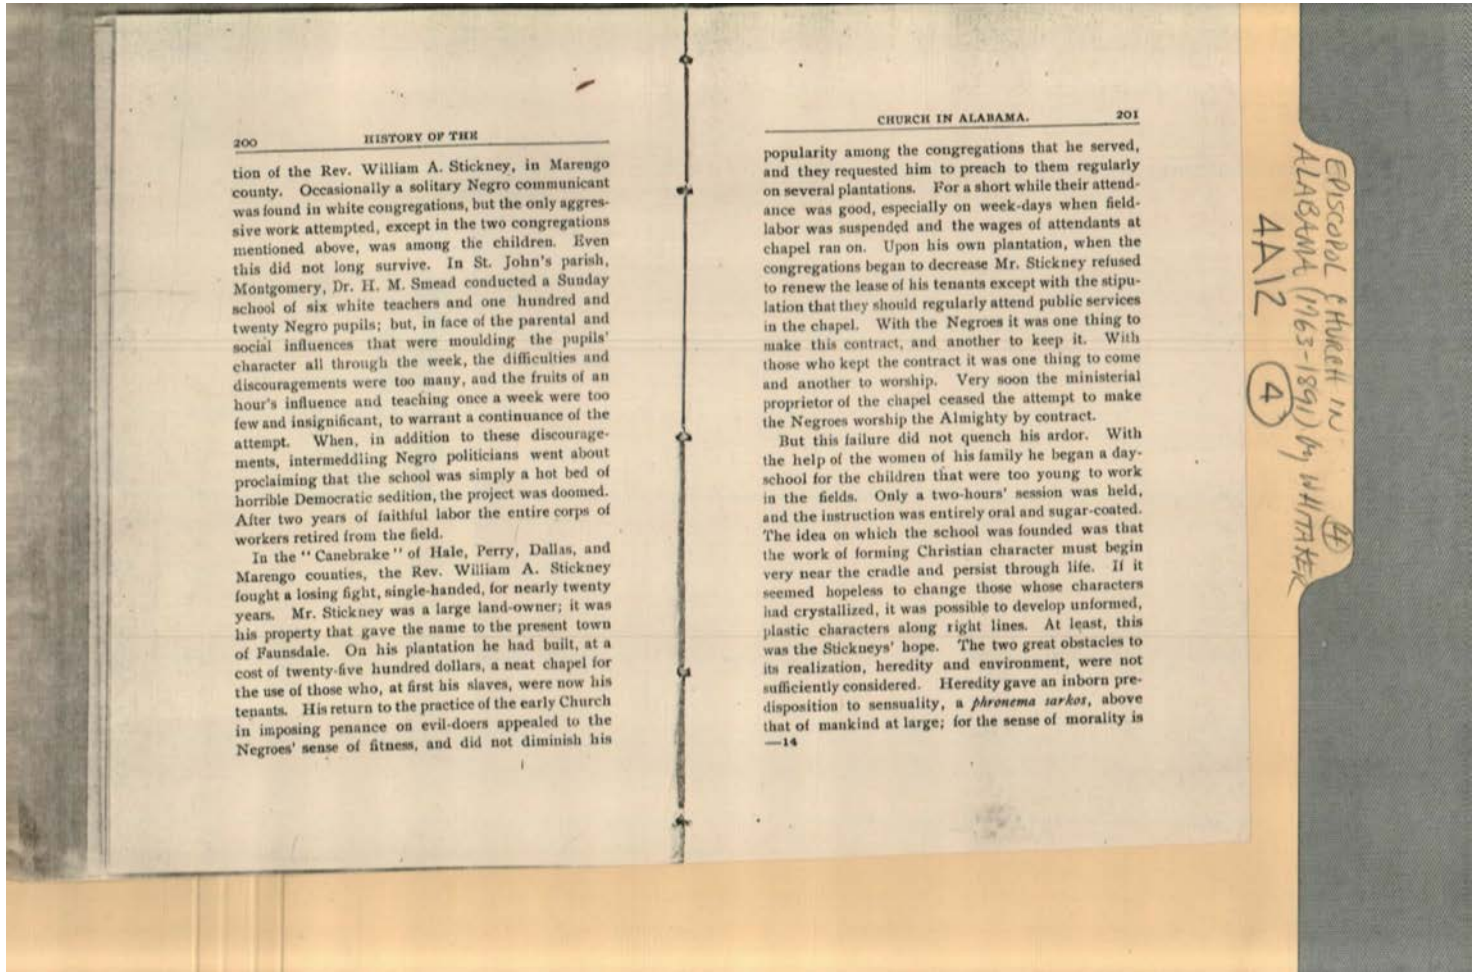 200 HISTORY OF THE
tion of the Rev. William A. Stickney, in Marengo
county. Occasionally a solitary Negro communicant
was found in white congregations, but the only aggres-
sive work attempted, except in the two congregations
mentioned above, was among the children. Even
this did not long survive. In St. John's parish,
Montgomery, Dr. H. M. Smead conducted a Sunday
school of six white teachers and one hundred and
twenty Negro pupils; but, in face of the parental and
social influences that were moulding the pupils'
character all through the week, the difficulties and
discouragements were too many, and the fruits of an
hour's influence and teaching once a week were too
few and insignificant, to warrant a continuance of the
attempt. When, in addition to these discourage-
ments, intermeddling Negro politicians went about
proclaiming that the school was simply a hot bed of
horrible Democratic sedition, the project was doomed.
After two years of faithful labor the entire corps of
workers retired from the field.
In the "Canebrake" of Hale, Perry, Dallas, and
Marengo counties, the Rev. William A. Stickney
fought a losing fight, single-handed, for nearly twenty
years. Mr. Stickney was a large land-owner; it was
his property that gave the name to the present town
of Faunsdale. On his plantation he had built, at a
cost of twenty-five hundred dollars, a neat chapel for
the use of those who, at first his slaves, were now his
tenants. His return to the practice of the early Church
in imposing penance on evil-doers appealed to the
Negroes' sense of fitness, and did not diminish his
CHURCH IN ALABAMA. 201
popularity among the congregations that he served,
and they requested him to preach to them regularly
on several plantations. For a short while their attend-
ance was good, especially on week-days when field-
labor was suspended and the wages of attendants at
chapel ran on. Upon his own plantation, when the
congregations began to decrease Mr. Stickney refused
to renew the lease of his tenants except with the stipu-
lation that they should regularly attend public services
in the chapel. With the Negroes it was one thing to
make this contract, and another to keep it. With
those who kept the contract it was one thing to come
and another to worship. Very soon the ministerial
proprietor of the chapel ceased the attempt to make
the Negroes worship the Almighty by contract.
But this failure did not quench his ardor. With
the help of the women of his family he began a day-
school for the children that were too young to work
in the fields. Only a two-hours' session was held,
and the instruction was entirely oral and sugar-coated.
The idea on which the school was founded was that
the work of forming Christian character must begin
very near the cradle and persist through life. If it
seemed hopeless to change those whose characters
had crystallized, it was possible to develop unformed,
plastic characters along right lines. At least, this
was the Stickneys' hope. The two great obstacles to
its realization, heredity and environment, were not
sufficiently considered. Heredity gave an inborn pre-
disposition to sensuality, a phronema sarkos, above
that of mankind at large; for the sense of morality is
—14
EPISCOPOL CHURCH IN
ALABAMA (1763-1891) by WHITAKER
4A12 4